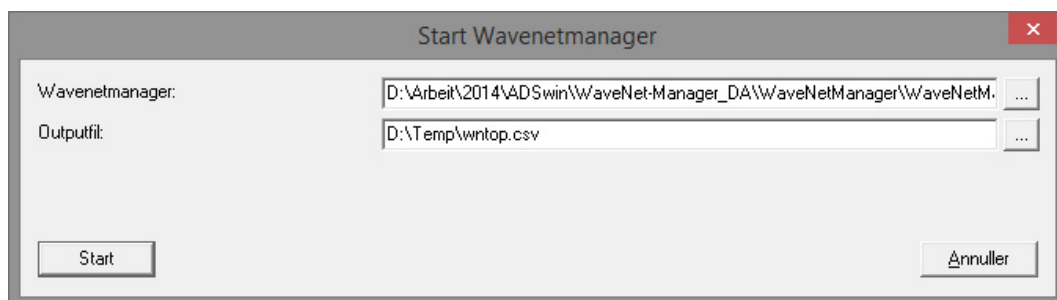 Start Wavenetmanager
Wavenetmanager: D:\Arbeit\2014\ADSwin\WaveNet-Manager_DA\WaveNetManager\WaveNetM ...
Outputfil: D:\Temp\wntop.csv ...
Start Annuller